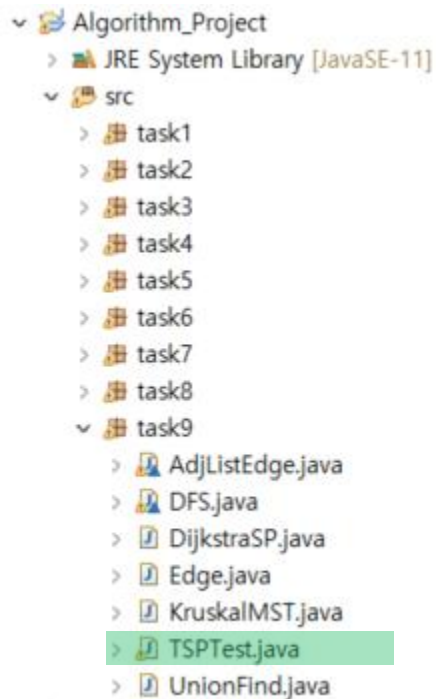 Algorithm_Project
JRE System Library [JavaSE-11]
src
task1
task2
task3
task4
task5
task6
task7
task8
task9
AdjListEdge.java
DFS.java
DijkstraSP.java
Edge.java
KruskalMST.java
TSPTest.java
UnionFind.java